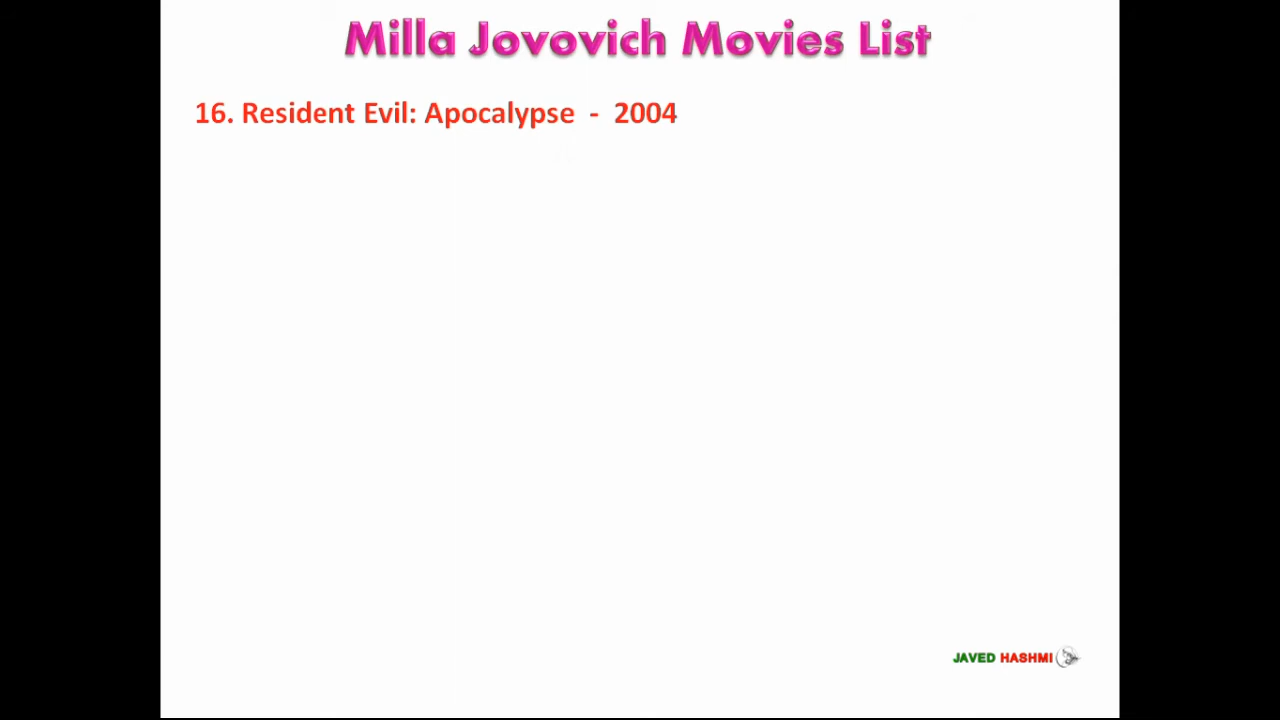 Milla Jovovich Movies List
16. Resident Evil: Apocalypse - 2004
JAVED HASHMI